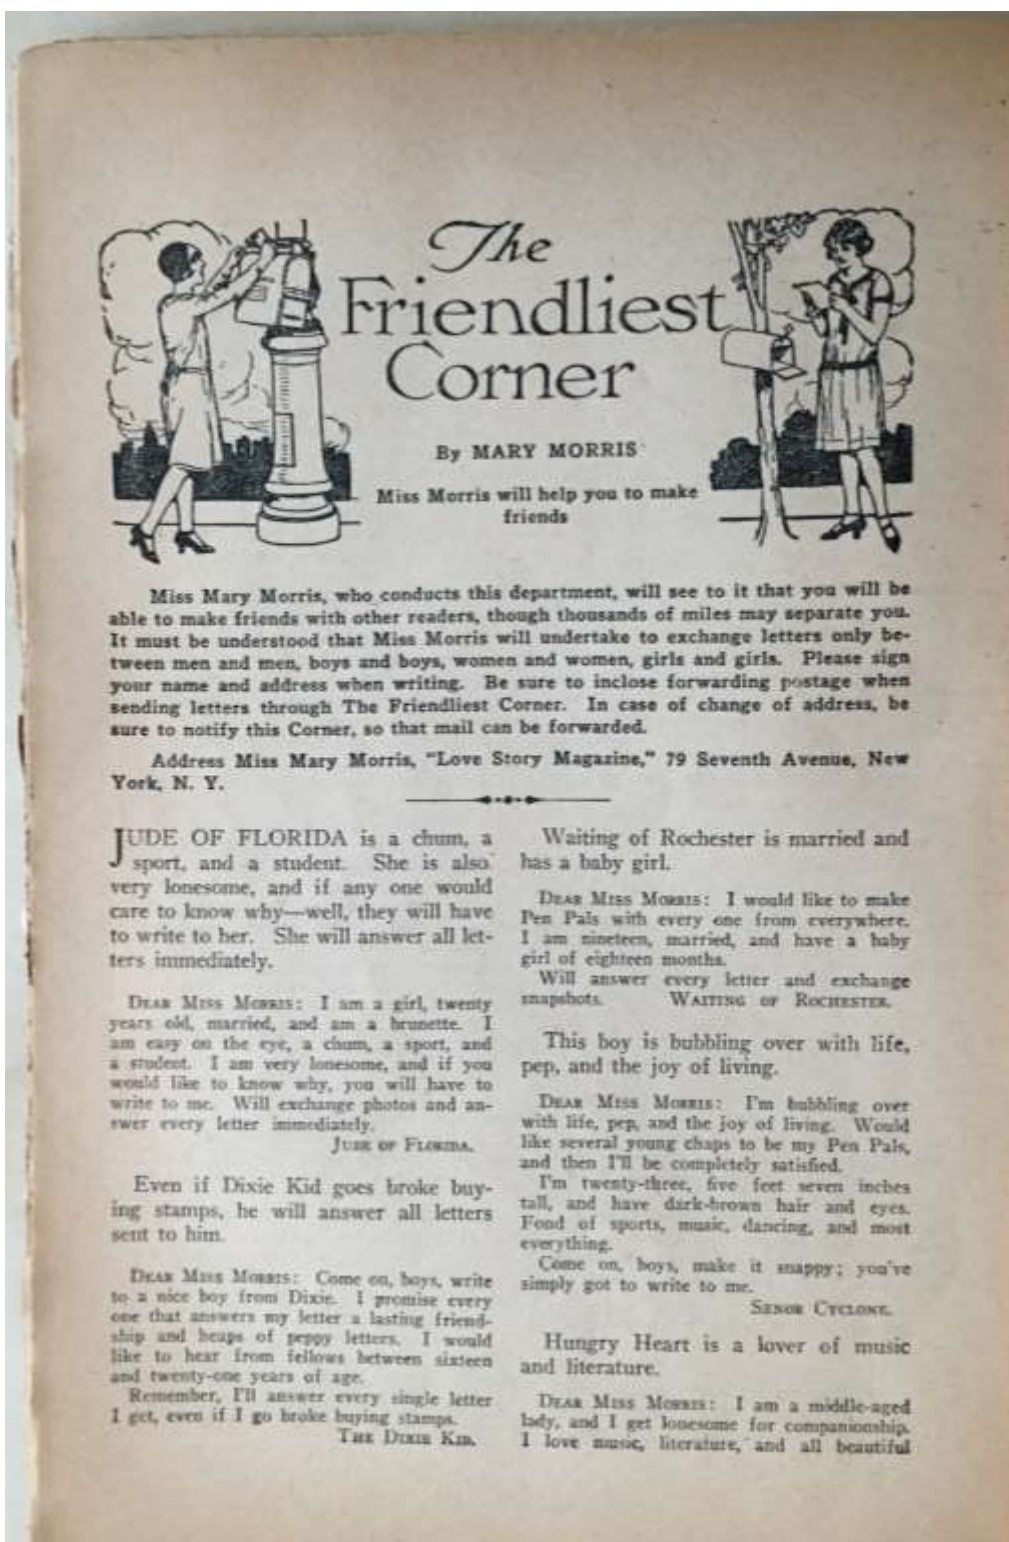 The
Friendliest
Corner
By MARY MORRIS
Miss Morris will help you to make
friends
Miss Mary Morris, who conducts this department, will see to it that you will be
able to make friends with other readers, though thousands of miles may separate you.
It must be understood that Miss Morris will undertake to exchange letters only be-
tween men and men, boys and boys, women and women, girls and girls. Please sign
your name and address when writing. Be sure to inclose forwarding postage when
sending letters through The Friendliest Corner. In case of change of address, be
sure to notify this Corner, so that mail can be forwarded.
Address Miss Mary Morris, "Love Story Magazine," 79 Seventh Avenue, New
York, N. Y.
JUDE OF FLORIDA is a chum, a
sport, and a student. She is also
very lonesome, and if any one would
care to know why—well, they will have
to write to her. She will answer all let-
ters immediately.
DEAR MISS MORRIS: I am a girl, twenty
years old, married, and am a brunette. I
am easy on the eye, a chum, a sport, and
a student. I am very lonesome, and if you
would like to know why, you will have to
write to me. Will exchange photos and an-
swer every letter immediately.
JUDE OF FLORIDA.
Even if Dixie Kid goes broke buy-
ing stamps, he will answer all letters
sent to him.
DEAR MISS MORRIS: Come on, boys, write
to a nice boy from Dixie. I promise every
one that answers my letter a lasting friend-
ship and heaps of peppy letters. I would
like to hear from fellows between sixteen
and twenty-one years of age.
Remember, I'll answer every single letter
I get, even if I go broke buying stamps.
THE DIXIE KID.
Waiting of Rochester is married and
has a baby girl.
DEAR MISS MORRIS: I would like to make
Pen Pals with every one from everywhere.
I am nineteen, married, and have a baby
girl of eighteen months.
Will answer every letter and exchange
snapshots. WAITING OF ROCHESTER.
This boy is bubbling over with life,
pep, and the joy of living.
DEAR MISS MORRIS: I'm bubbling over
with life, pep, and the joy of living. Would
like several young chaps to be my Pen Pals,
and then I'll be completely satisfied.
I'm twenty-three, five feet seven inches
tall, and have dark-brown hair and eyes.
Fond of sports, music, dancing, and most
everything.
Come on, boys, make it snappy; you've
simply got to write to me.
SENOR CYCLONE.
Hungry Heart is a lover of music
and literature.
DEAR MISS MORRIS: I am a middle-aged
lady, and I get lonesome for companionship.
I love music, literature, and all beautiful